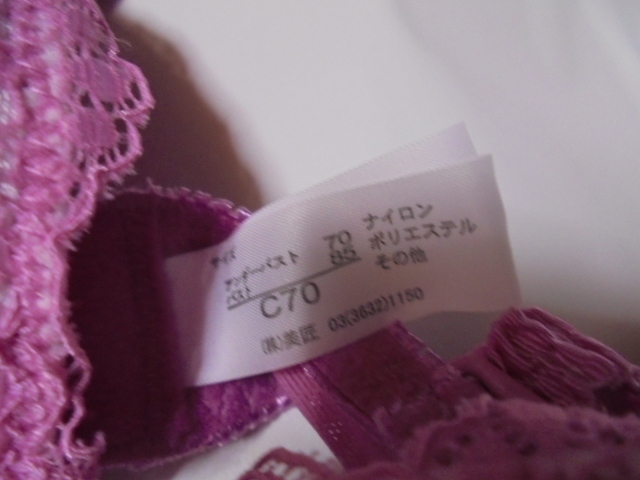 サイズ
アンダーバスト 70
バスト 85
C70
ナイロン
ポリエステル
その他
(株)美匠 03(3632)1150